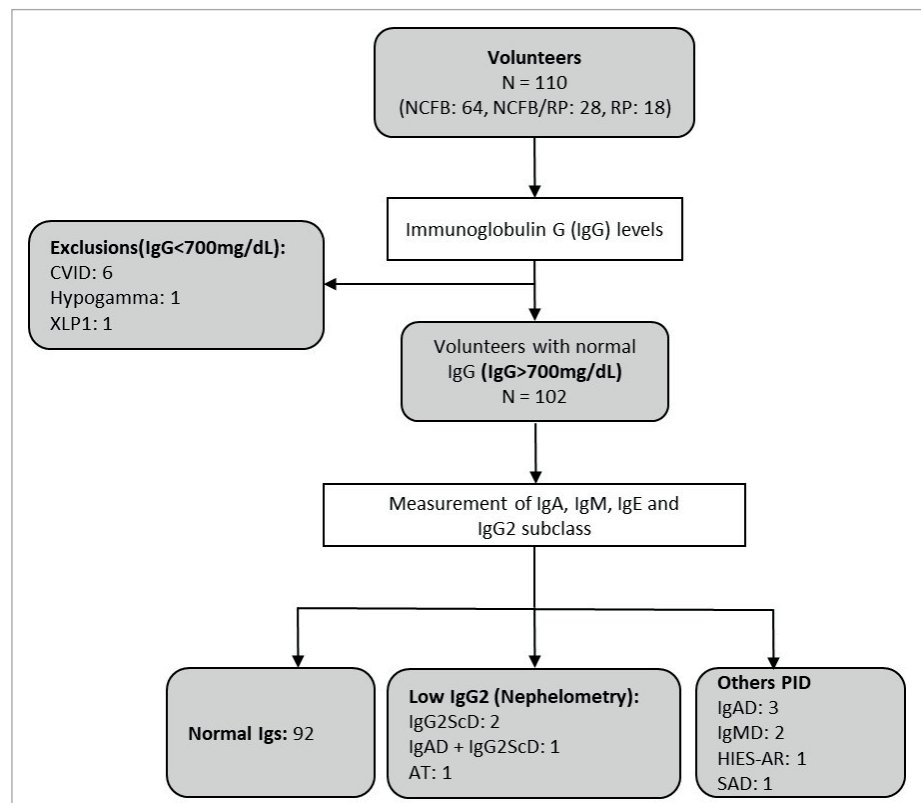 Volunteers
N = 110
(NCFB: 64, NCFB/RP: 28, RP: 18)
Immunoglobulin G (IgG) levels
Exclusions(IgG<700mg/dL):
CVID: 6
Hypogamma: 1
XLP1: 1
Volunteers with normal
IgG (IgG>700mg/dL)
N = 102
Measurement of IgA, IgM, IgE and
IgG2 subclass
Normal Igs: 92
Low IgG2 (Nephelometry):
IgG2ScD: 2
IgAD + IgG2ScD: 1
AT: 1
Others PID
IgAD: 3
IgMD: 2
HIES-AR: 1
SAD: 1